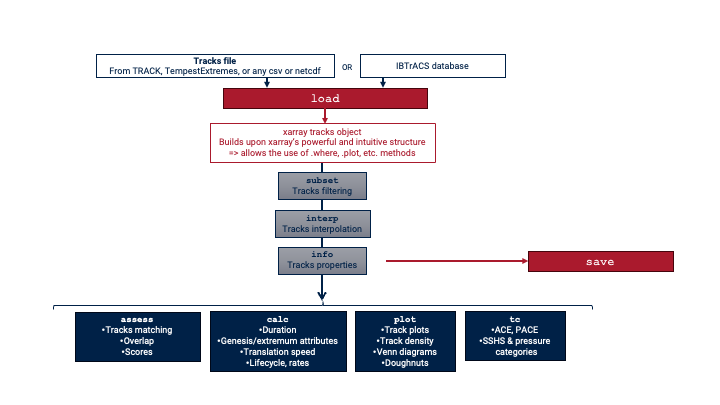 Tracks file
From TRACK, TempestExtremes, or any csv or netcdf
OR
IBTrACS database
load
xarray tracks object
Builds upon xarray's powerful and intuitive structure
=> allows the use of .where, .plot, etc. methods
subset
Tracks filtering
interp
Tracks interpolation
info
Tracks properties
save
assess
•Tracks matching
•Overlap
•Scores
calc
•Duration
•Genesis/extremum attributes
•Translation speed
•Lifecycle, rates
plot
•Track plots
•Track density
•Venn diagrams
•Doughnuts
tc
•ACE, PACE
•SSHS & pressure
categories